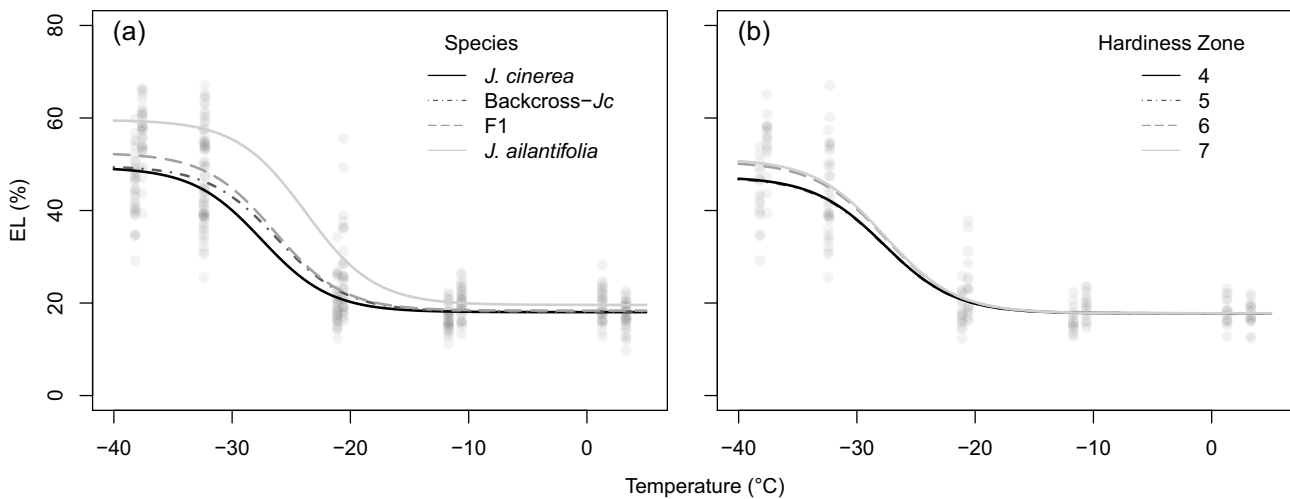 (a)
Species
J. cinerea
Backcross−Jc
F1
J. ailantifolia
(b)
Hardiness Zone
4
5
6
7
EL (%)
80
60
40
20
0
−40
−30
−20
−10
0
−40
−30
−20
−10
0
Temperature (°C)